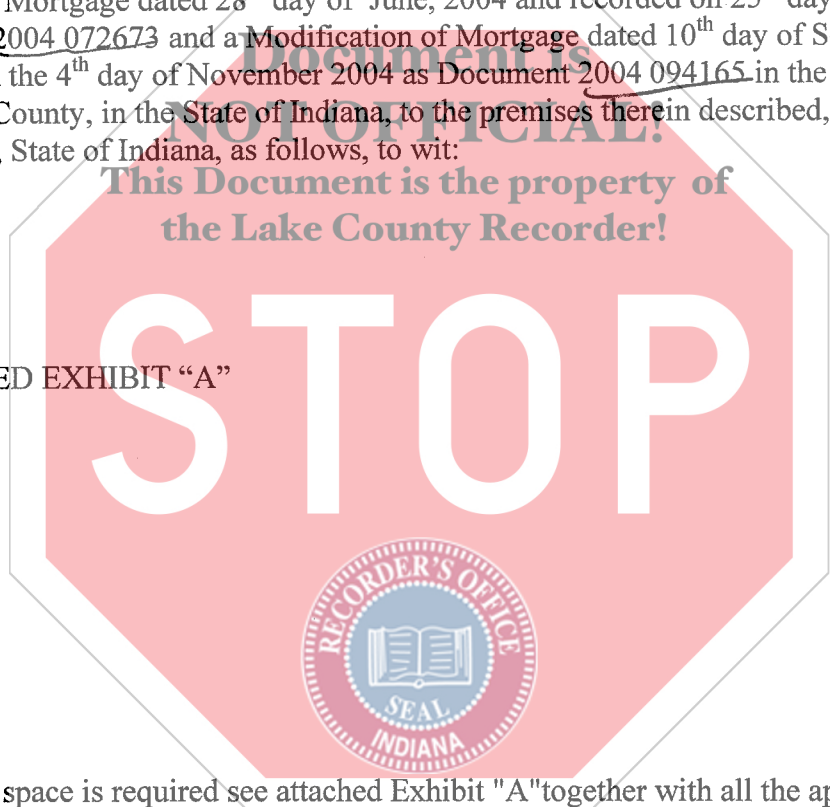 Mortgage dated 28th day of June, 2004 and recorded on 25th day
2004 072673 and a Modification of Mortgage dated 10th day of S
the 4th day of November 2004 as Document 2004 094165 in the
County, in the State of Indiana, to the premises therein described,
State of Indiana, as follows, to wit:
Document is
NOT OFFICIAL!
This Document is the property of
the Lake County Recorder!
STOP
ED EXHIBIT “A”
RECORDER'S OFFICE
SEAL
INDIANA
space is required see attached Exhibit "A"together with all the ap